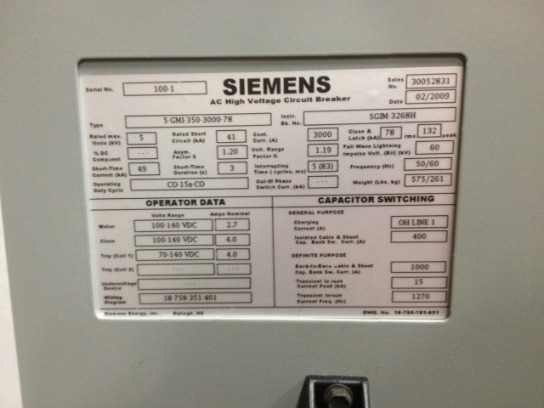 Serial No. 100-1 SIEMENS Sales No. 30052831
AC High Voltage Circuit Breaker Date 02/2009
Type 5-GMI-350-3000-78 Instr. Bk. No. SGIM-3268H
Rated max. Volts (kV) 5 Rated Short Circuit (kA) 41 Cont. Curr. (A) 3000 Close & Latch (kA) 78 rms 132 peak
% DC Component --- Asym. Factor S 1.20 Volt. Range Factor K 1.19 Full Wave Lightning Impulse Volt. (Bil) (kV) 60
Short-Time Current (kA) 49 Short-Time Duration (s) 3 Interrupting Time (cycles, ms) 5 (83) Frequency (Hz) 50/60
Operating Duty Cycle CO-15s-CO Out-Of Phase Switch Curr. (kA) --- Weight (Lbs, kg) 575/261
OPERATOR DATA
Volts Range Amps Nominal
Motor 100-140 VDC 2.7
Close 100-140 VDC 4.0
Trip (Coil 1) 70-140 VDC 4.0
Trip (Coil 2) --- ---
Undervoltage Device --- ---
Wiring Diagram 18-758-351-401
Siemens Energy, Inc. Raleigh, NC
CAPACITOR SWITCHING
GENERAL PURPOSE
Charging Current (A) OH LINE 1
Isolated Cable & Shunt Cap. Bank Sw. Curr. (A) 400
DEFINITE PURPOSE
Back-to-Back Cable & Shunt Cap. Bank Sw. Curr. (A) 1000
Transient in rush Current Peak (kA) 15
Transient Inrush Current Freq. (Hz) 1270
DWG. No.